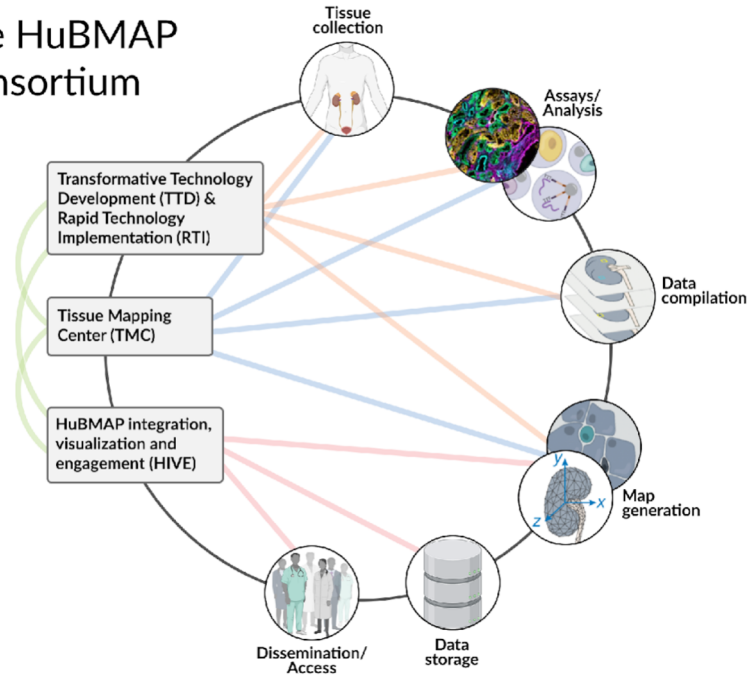 e HuBMAP
nsortium
Tissue
collection
Assays/
Analysis
Transformative Technology
Development (TTD) &
Rapid Technology
Implementation (RTI)
Data
compilation
Tissue Mapping
Center (TMC)
HuBMAP integration,
visualization and
engagement (HIVE)
y
x
z
Map
generation
Dissemination/
Access
Data
storage